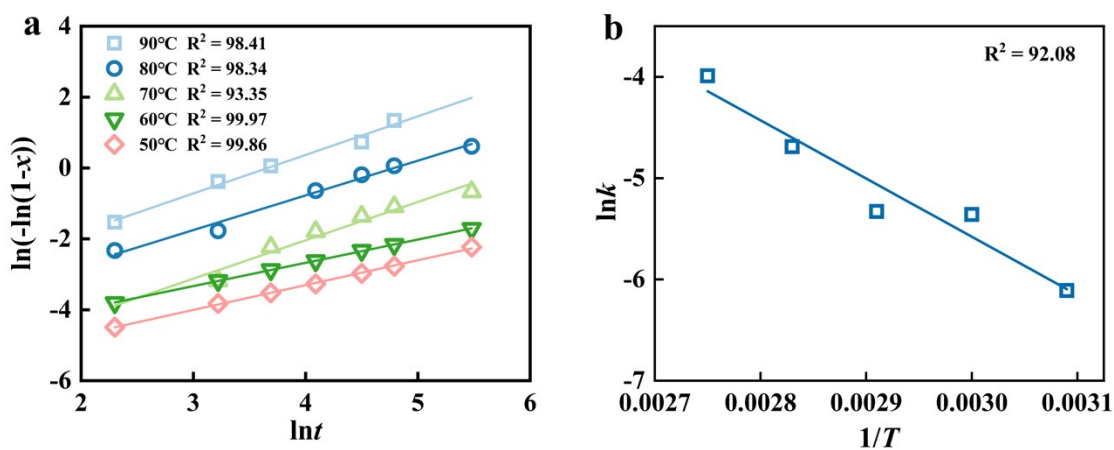 a
4
2
0
-2
-4
-6
ln(-ln(1-x))
90°C R² = 98.41
80°C R² = 98.34
70°C R² = 93.35
60°C R² = 99.97
50°C R² = 99.86
2 3 4 5 6
lnt
b
R² = 92.08
-4
-5
-6
-7
lnk
0.0027 0.0028 0.0029 0.0030 0.0031
1/T